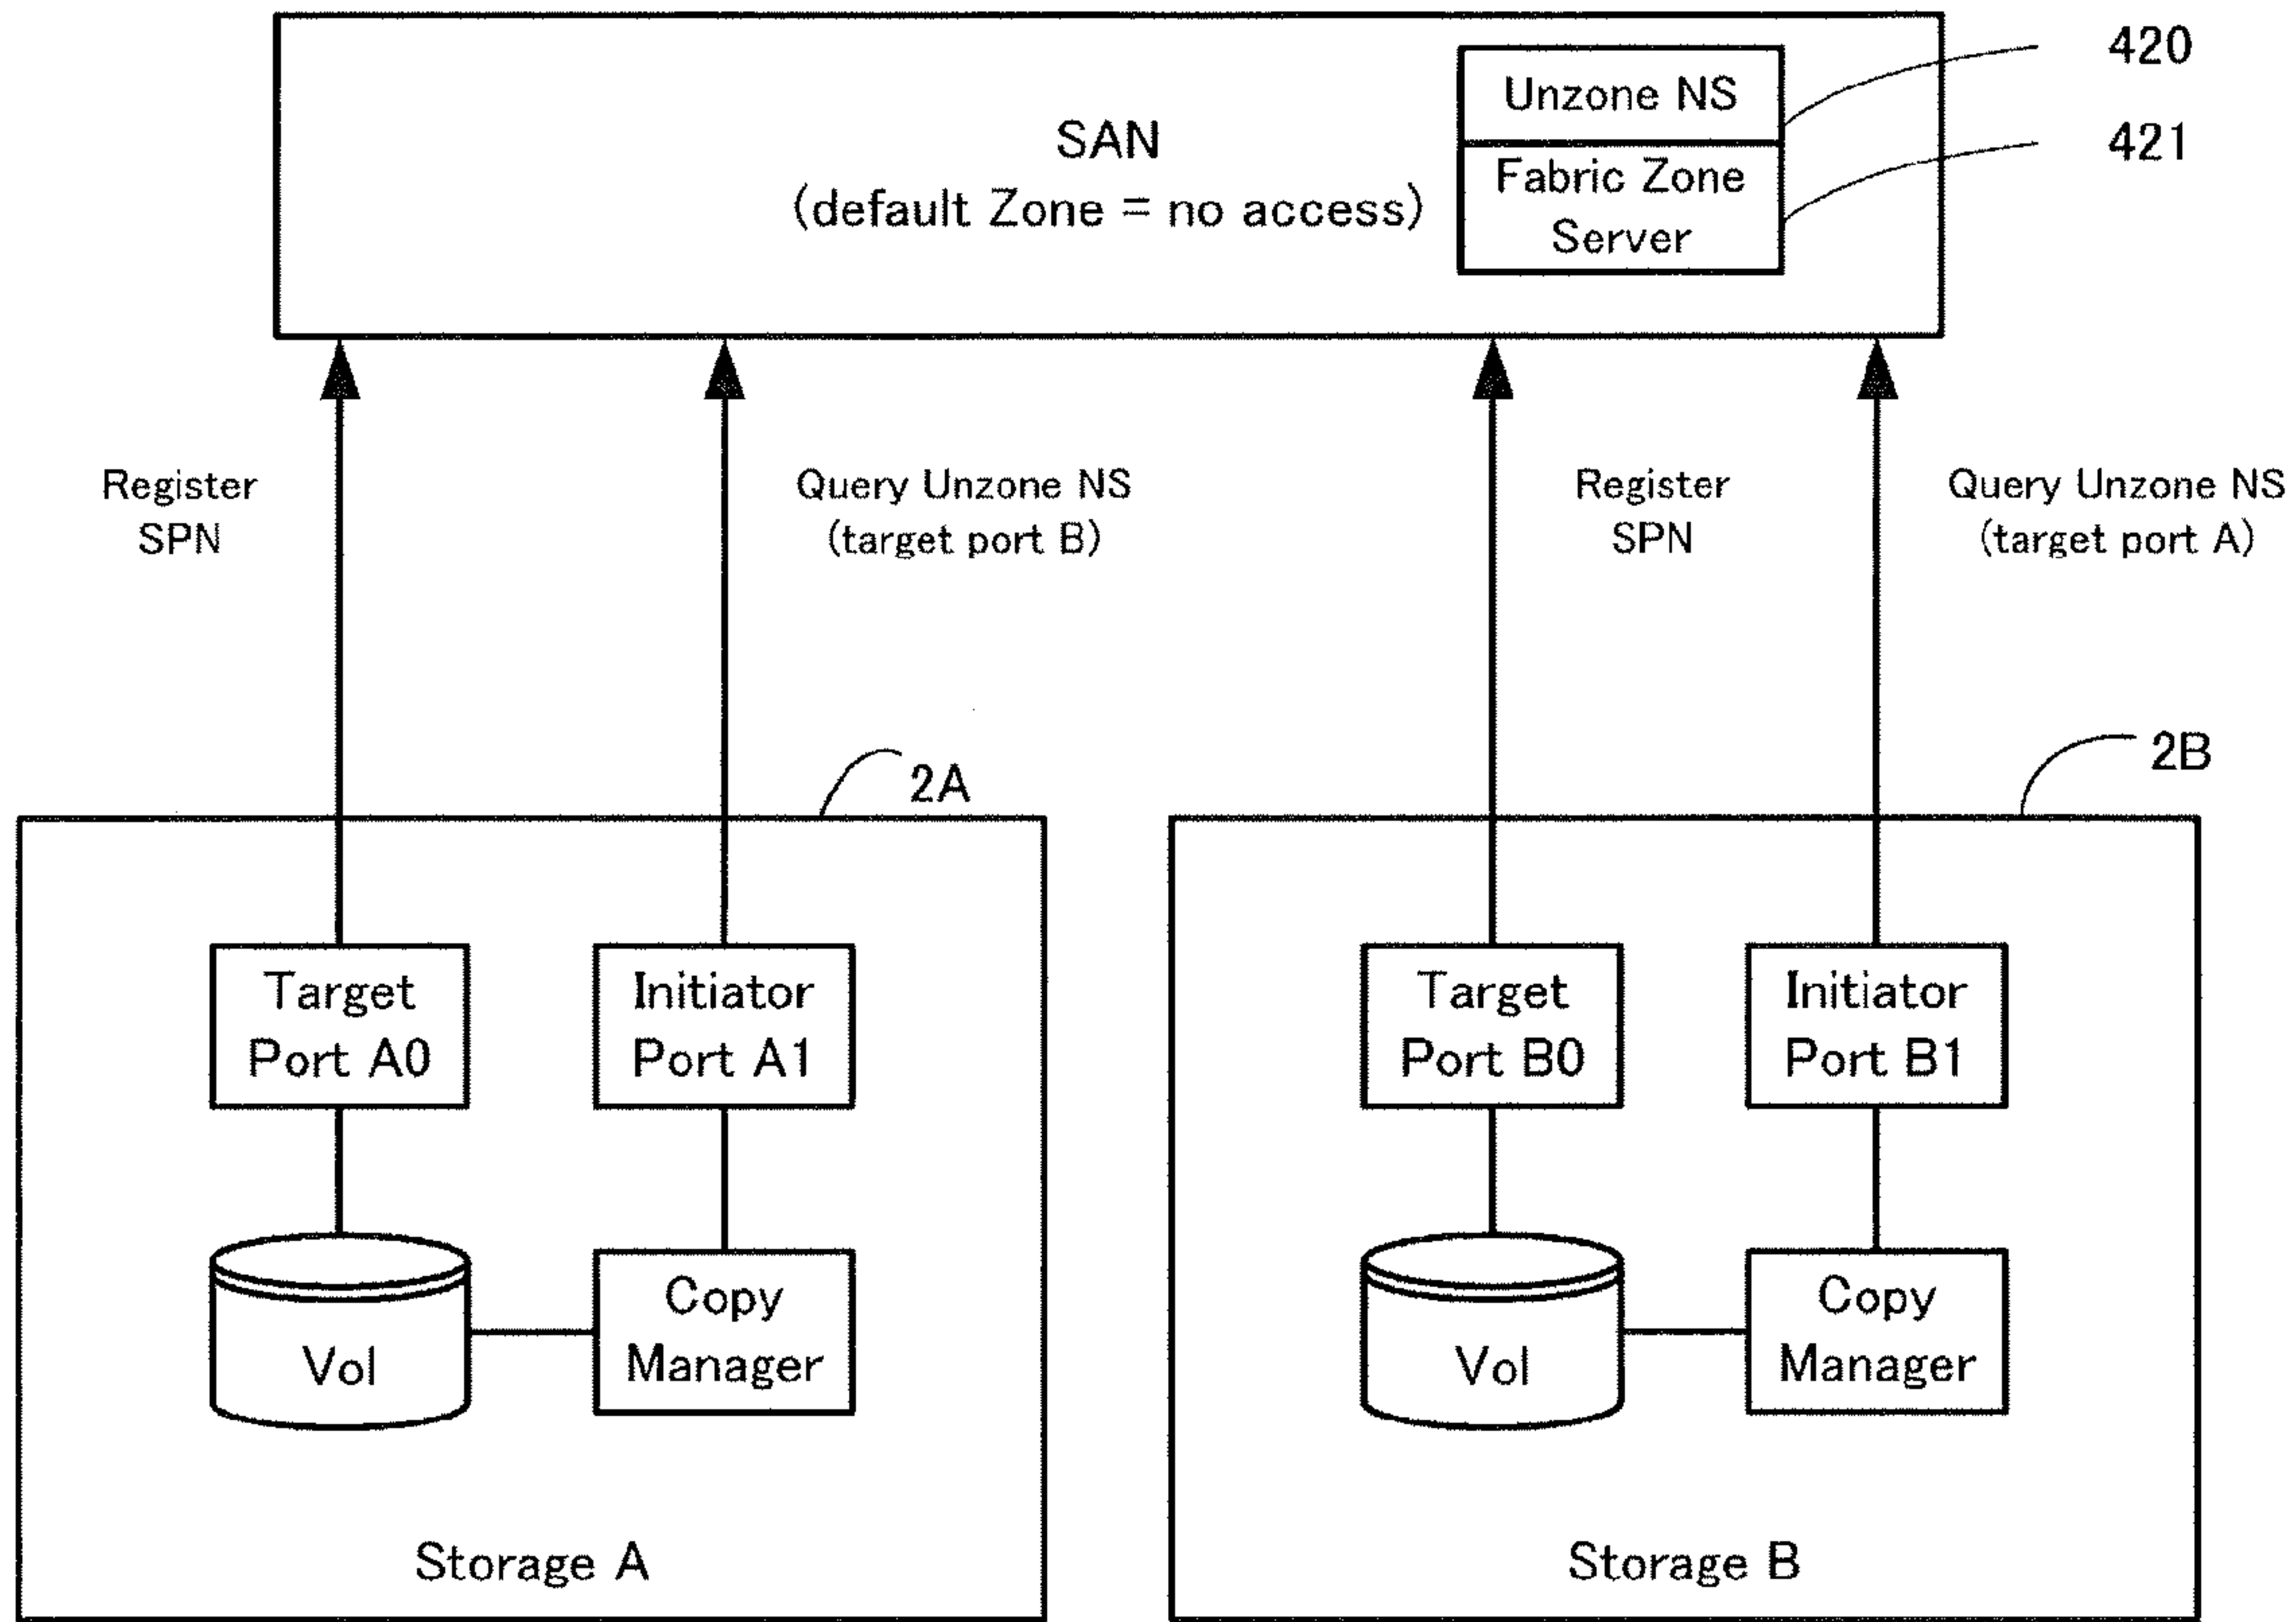 420
Unzone NS
SAN
(default Zone = no access)
421
Fabric Zone
Server
Register
SPN
Query Unzone NS
(target port B)
Register
SPN
Query Unzone NS
(target port A)
2A
2B
Target
Port A0
Initiator
Port A1
Target
Port B0
Initiator
Port B1
Vol
Copy
Manager
Vol
Copy
Manager
Storage A
Storage B